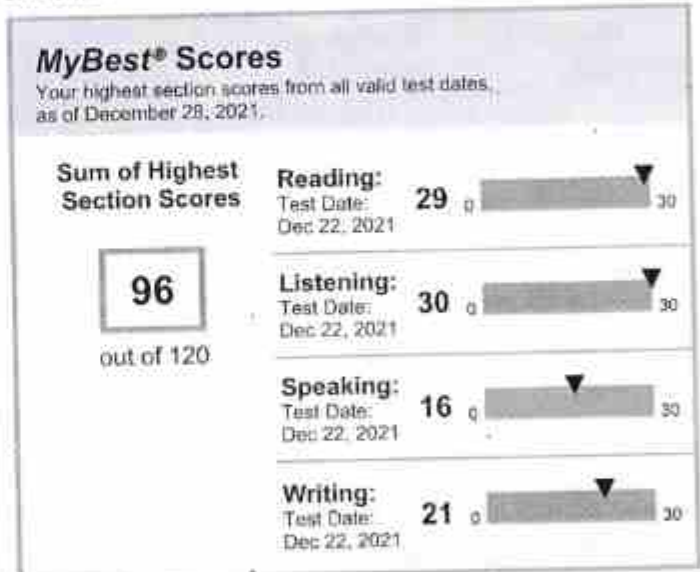 MyBest® Scores
Your highest section scores from all valid test dates,
as of December 28, 2021.
Sum of Highest
Section Scores
96
out of 120
Reading:
Test Date:
Dec 22, 2021
29
0
30
Listening:
Test Date:
Dec 22, 2021
30
0
30
Speaking:
Test Date:
Dec 22, 2021
16
0
30
Writing:
Test Date:
Dec 22, 2021
21
0
30